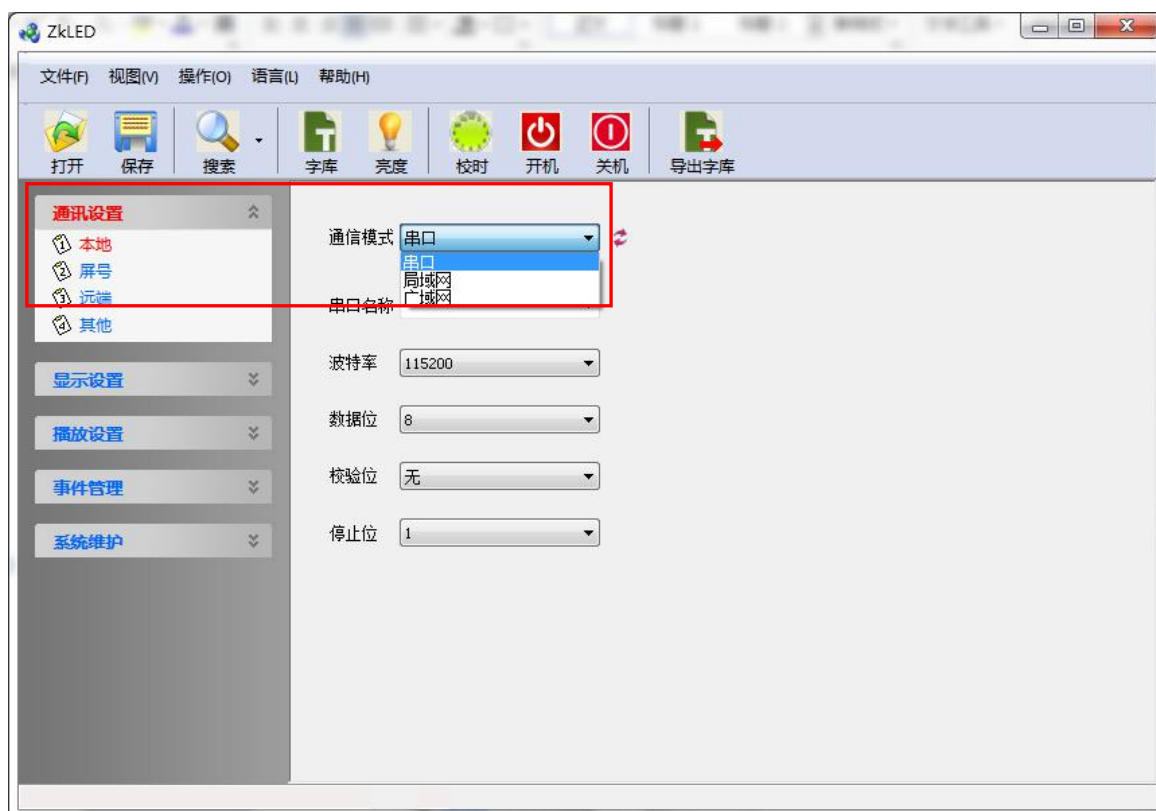 ZkLED
文件(F) 视图(V) 操作(O) 语言(L) 帮助(H)
打开 保存 搜索 字库 亮度 校时 开机 关机 导出字库
通讯设置
1 本地
2 屏号
3 远端
4 其他
显示设置
播放设置
事件管理
系统维护
通信模式 串口
串口
局域网
广域网
串口名称
波特率 115200
数据位 8
校验位 无
停止位 1